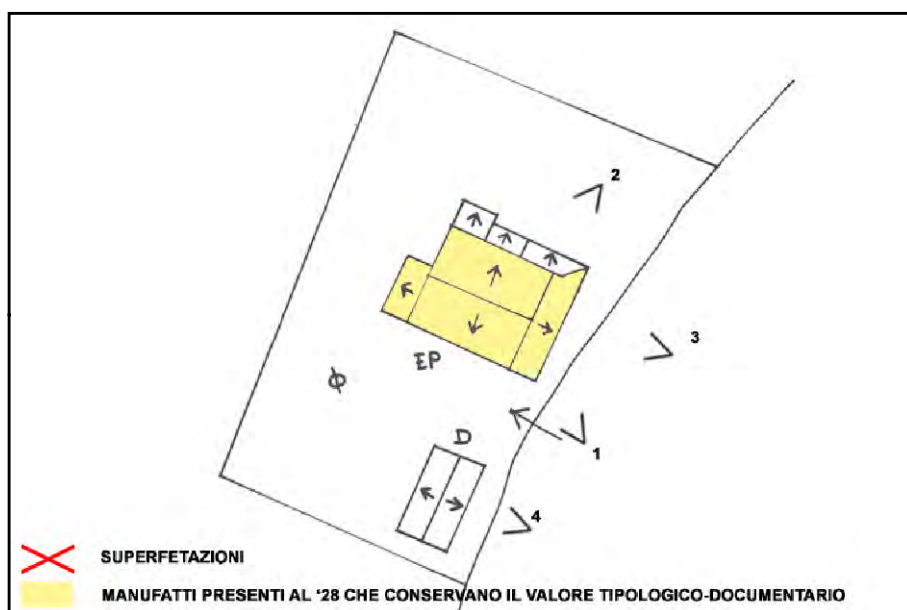 2
3
EP
Φ
1
D
4
SUPERFETAZIONI
MANUFATTI PRESENTI AL '28 CHE CONSERVANO IL VALORE TIPOLOGICO-DOCUMENTARIO